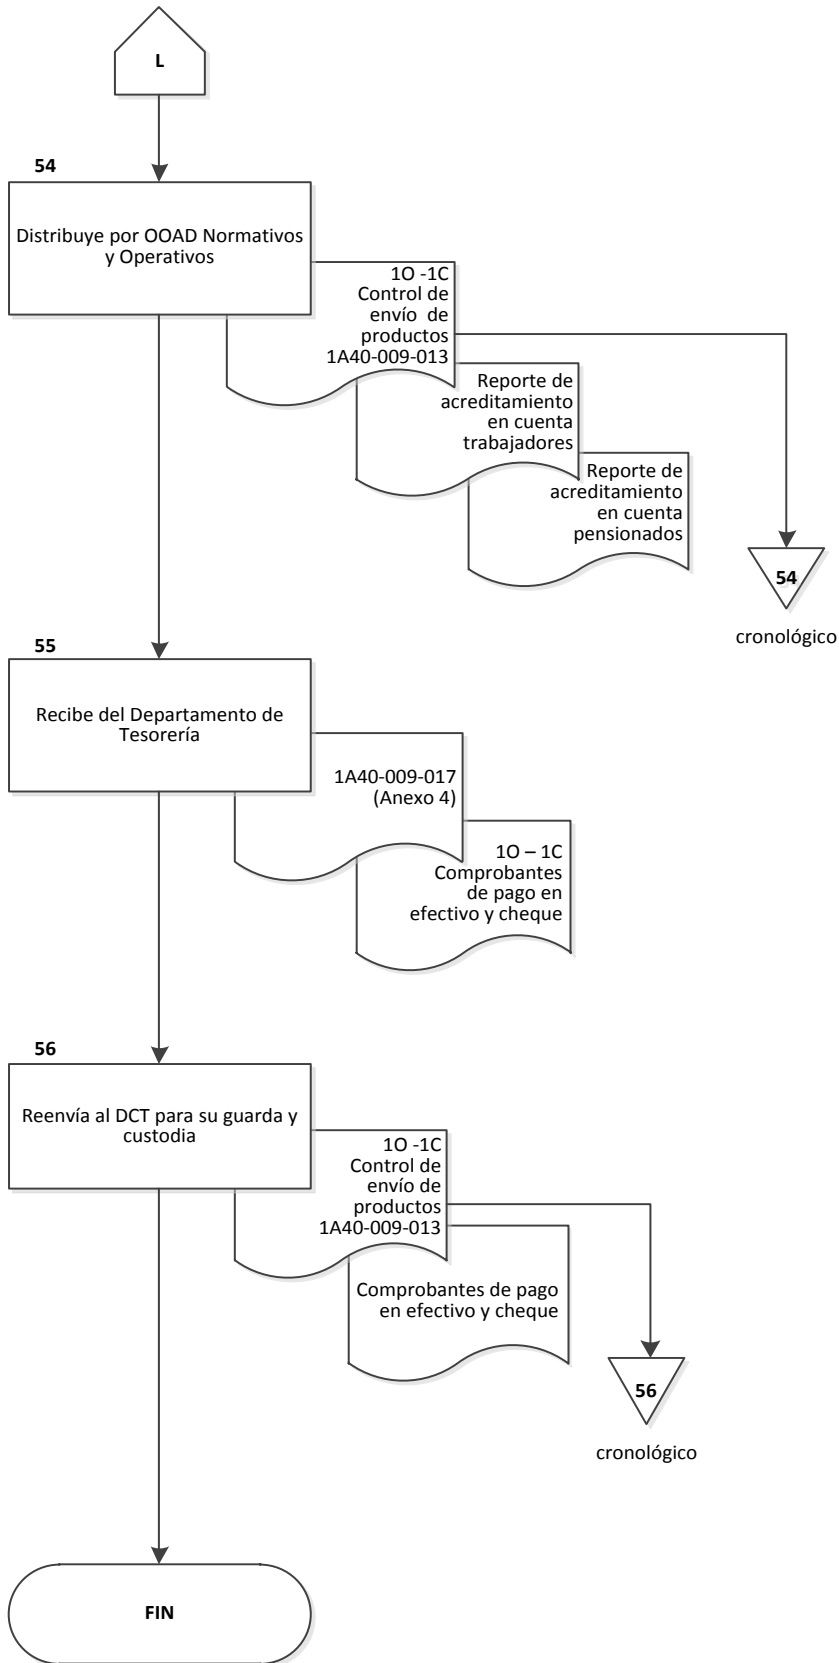 L
54
Distribuye por OOAD Normativos
y Operativos
1O -1C
Control de
envío de
productos
1A40-009-013
Reporte de
acreditamiento
en cuenta
trabajadores
Reporte de
acreditamiento
en cuenta
pensionados
54
cronológico
55
Recibe del Departamento de
Tesorería
1A40-009-017
(Anexo 4)
1O – 1C
Comprobantes
de pago en
efectivo y cheque
56
Reenvía al DCT para su guarda y
custodia
1O -1C
Control de
envío de
productos
1A40-009-013
Comprobantes de pago
en efectivo y cheque
56
cronológico
FIN